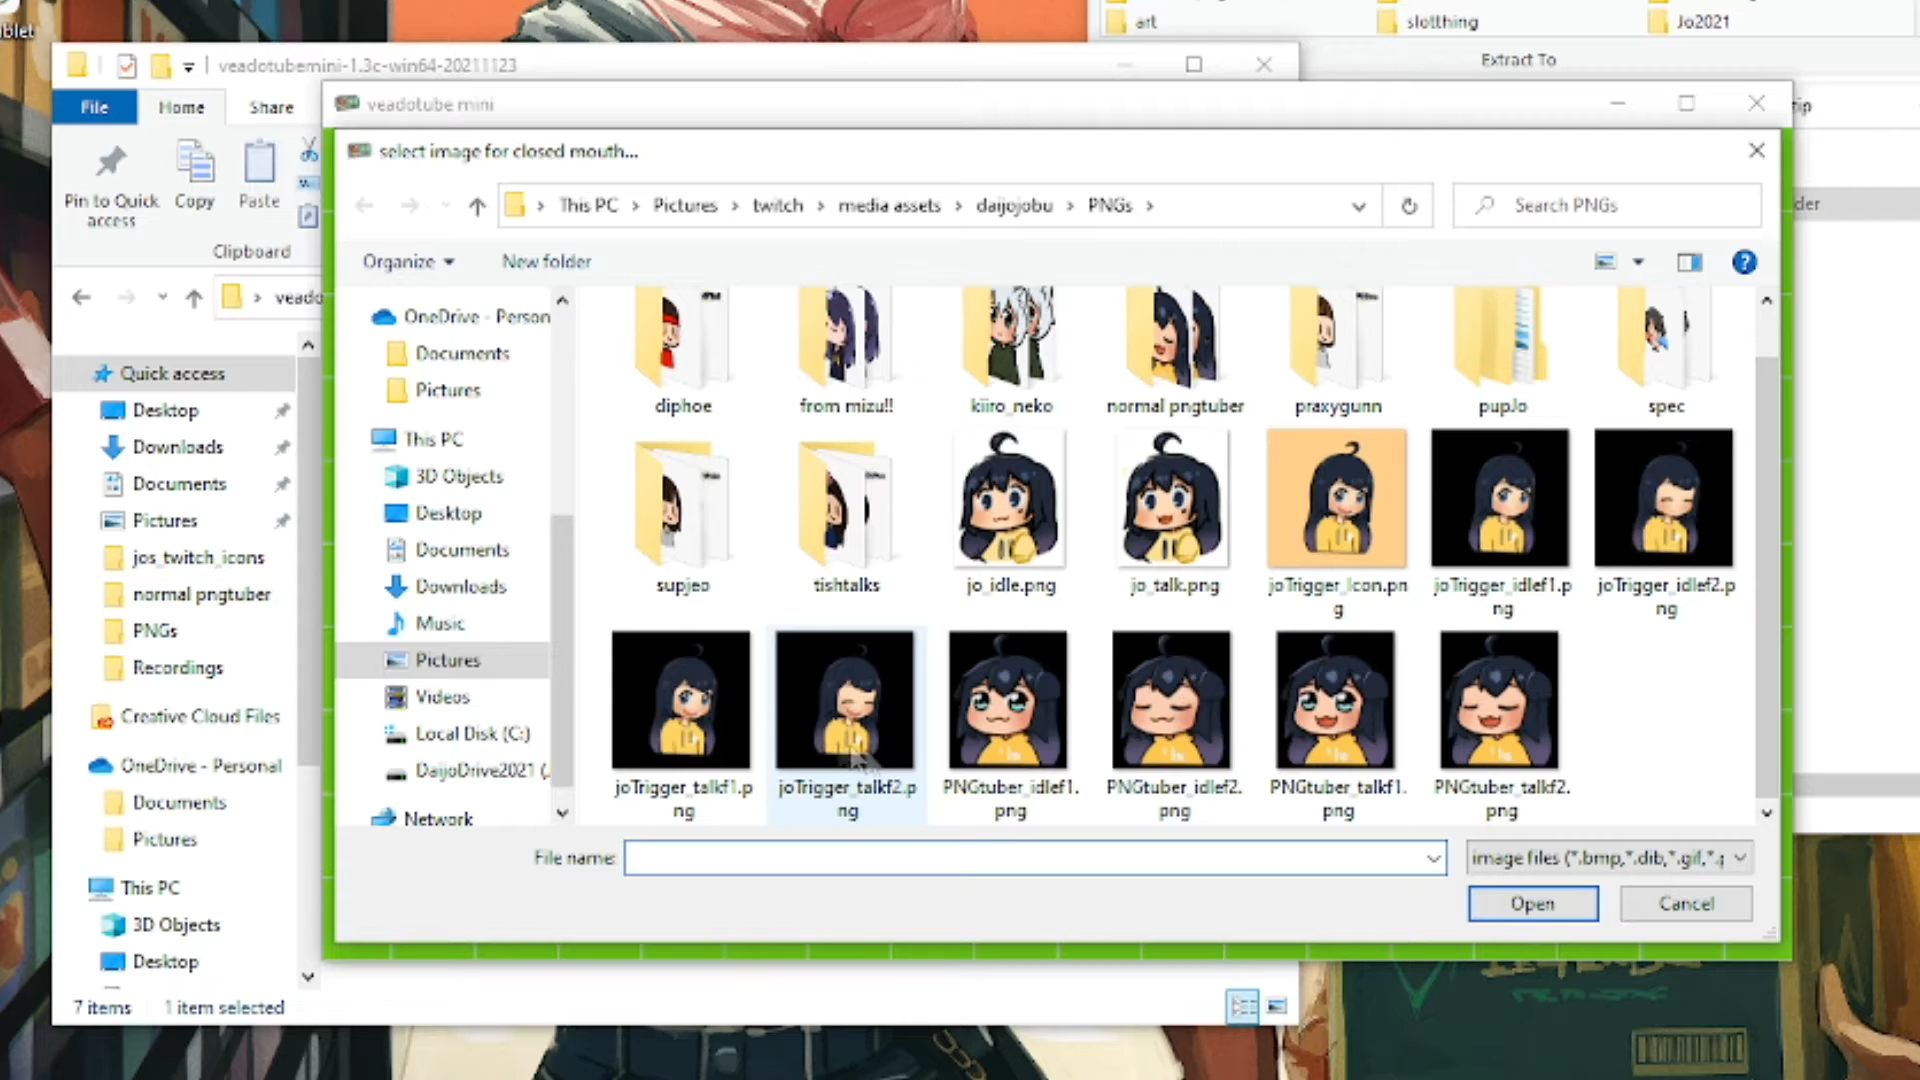 art
slotthing
Jo2021
Extract To
veadotubemini-1.3c-win64-20211123
File
Home
Share
Pin to Quick
access
Copy
Paste
Clipboard
veado
Quick access
Desktop
Downloads
Documents
Pictures
jos_twitch_icons
normal pngtuber
PNGs
Recordings
Creative Cloud Files
OneDrive - Personal
Documents
Pictures
This PC
3D Objects
Desktop
7 items
1 item selected
veadotube mini
select image for closed mouth...
This PC
Pictures
twitch
media assets
daijojobu
PNGs
Search PNGs
Organize
New folder
OneDrive - Person
Documents
Pictures
This PC
3D Objects
Desktop
Documents
Downloads
Music
Pictures
Videos
Local Disk (C:)
DaijoDrive2021 (
Network
diphoe
from mizu!!
kiiro_neko
normal pngtuber
praxygunn
pupJo
spec
supjeo
tishtalks
jo_idle.png
jo_talk.png
joTrigger_Icon.pn
g
joTrigger_idlef1.p
ng
joTrigger_idlef2.p
ng
joTrigger_talkf1.p
ng
joTrigger_talkf2.p
ng
PNGtuber_idlef1.
png
PNGtuber_idlef2.
png
PNGtuber_talkf1.
png
PNGtuber_talkf2.
png
File name:
image files (*.bmp,*.dib,*.gif,*.j
Open
Cancel